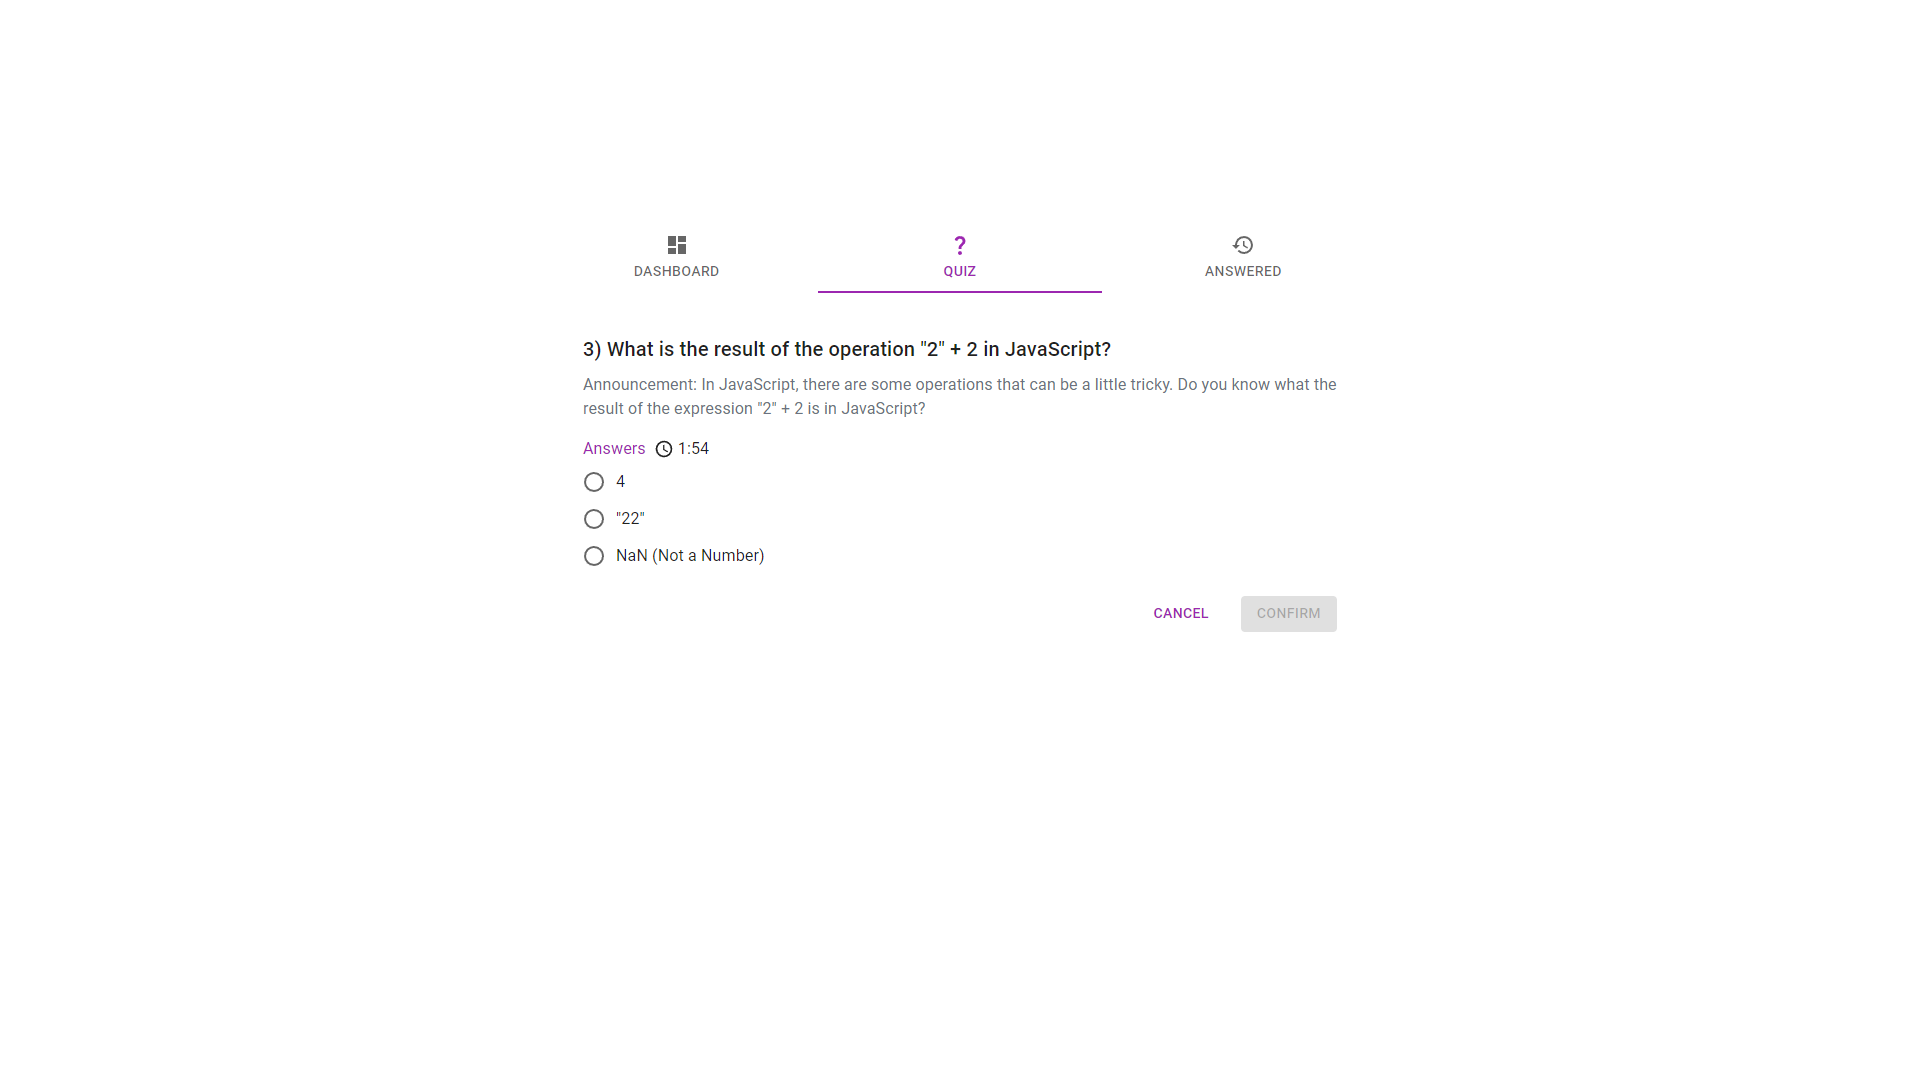 DASHBOARD
QUIZ
ANSWERED
3) What is the result of the operation "2" + 2 in JavaScript?
Announcement: In JavaScript, there are some operations that can be a little tricky. Do you know what the
result of the expression "2" + 2 is in JavaScript?
Answers 1:54
4
"22"
NaN (Not a Number)
CANCEL
CONFIRM